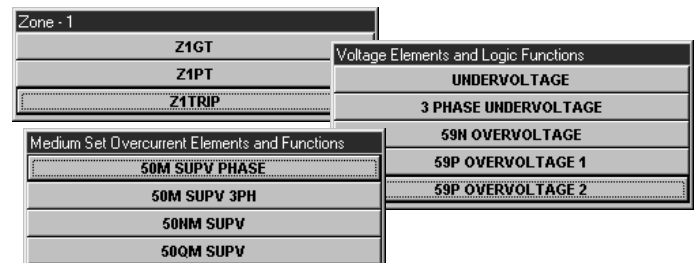 Zone - 1
Z1GT
Z1PT
Z1TRIP
Voltage Elements and Logic Functions
UNDERVOLTAGE
3 PHASE UNDERVOLTAGE
59N OVERVOLTAGE
59P OVERVOLTAGE 1
59P OVERVOLTAGE 2
Medium Set Overcurrent Elements and Functions
50M SUPV PHASE
50M SUPV 3PH
50NM SUPV
50QM SUPV